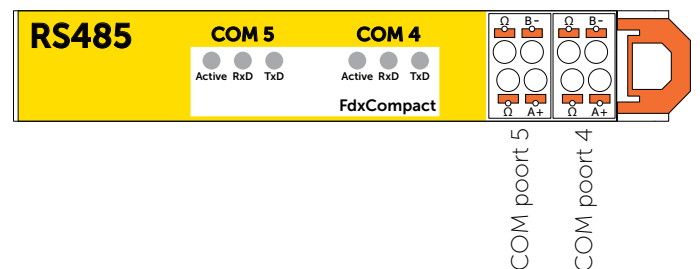 RS485
COM 5
COM 4
Active RxD TxD
Active RxD TxD
FdxCompact
Ω B-
Ω B-
Ω A+
Ω A+
COM poort 5
COM poort 4